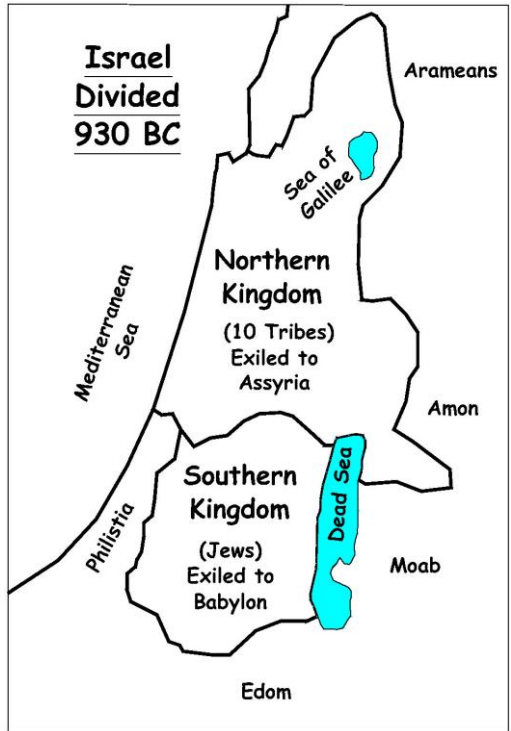 Israel
Divided
930 BC
Arameans
Sea of
Galilee
Northern
Kingdom
(10 Tribes)
Exiled to
Assyria
Mediterranean
Sea
Amon
Southern
Kingdom
(Jews)
Exiled to
Babylon
Dead Sea
Philistia
Moab
Edom